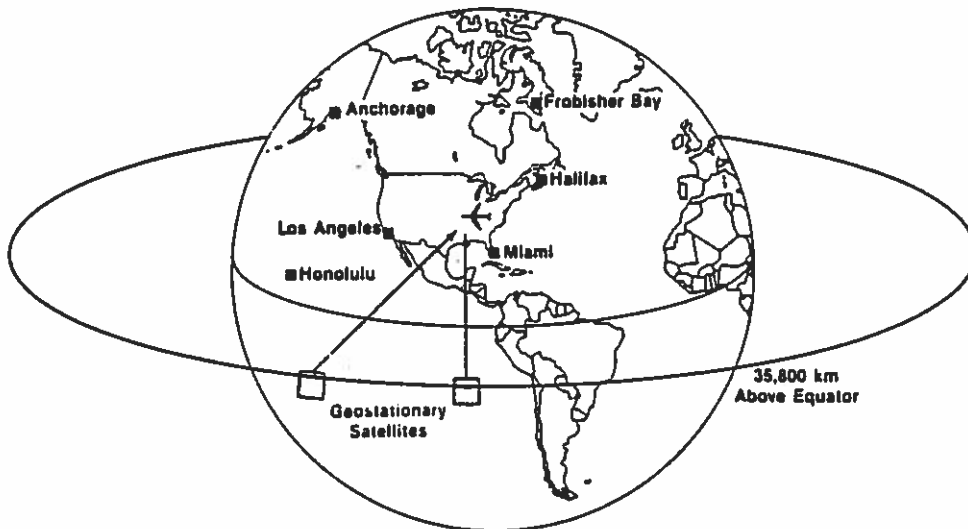 Anchorage
Frobisher Bay
Halifax
Los Angeles
Miami
Honolulu
35,800 km
Above Equator
Geostationary
Satellites